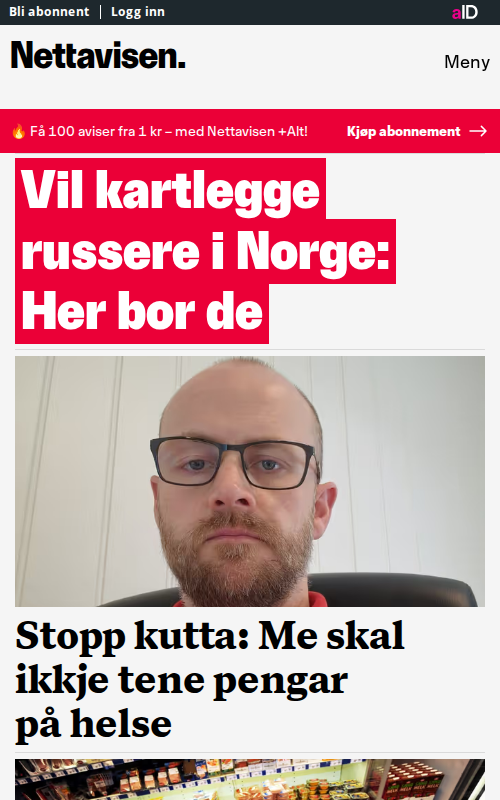 Bli abonnent | Logg inn
aID
Nettavisen.
Meny
🔥 Få 100 aviser fra 1 kr – med Nettavisen +Alt!
Kjøp abonnement →
Vil kartlegge
russere i Norge:
Her bor de
Stopp kutta: Me skal
ikkje tene pengar
på helse